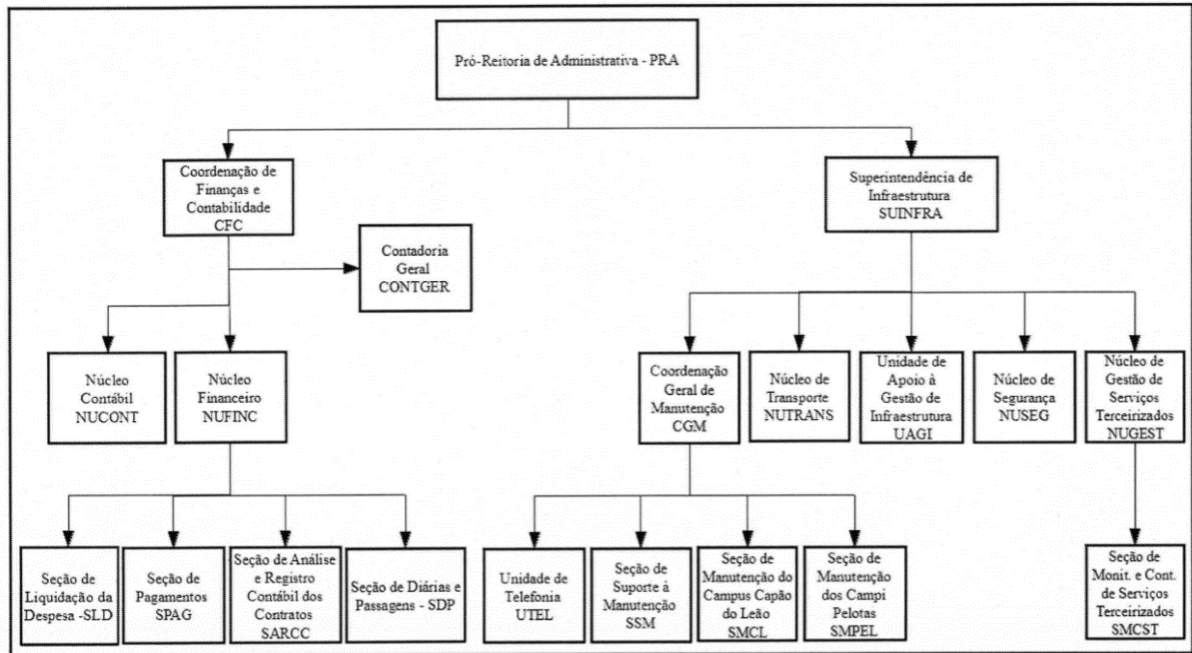 Pró-Reitoria de Administrativa - PRA
Coordenação de
Finanças e
Contabilidade
CFC
Superintendência de
Infraestrutura
SUINFRA
Contadoria
Geral
CONTGER
Núcleo
Contábil
NUCONT
Núcleo
Financeiro
NUFINC
Coordenação
Geral de
Manutenção
CGM
Núcleo de
Transporte
NUTRANS
Unidade de
Apoio à
Gestão de
Infraestrutura
UAGI
Núcleo de
Segurança
NUSEG
Núcleo de
Gestão de
Serviços
Terceirizados
NUGEST
Seção de
Liquidação da
Despesa -SLD
Seção de
Pagamentos
SPAG
Seção de Análise
e Registro
Contábil dos
Contratos
SARCC
Seção de Diárias e
Passagens - SDP
Unidade de
Telefonia
UTEL
Seção de
Suporte à
Manutenção
SSM
Seção de
Manutenção do
Campus Capão
do Leão
SMCL
Seção de
Manutenção
dos Campi
Pelotas
SMPEL
Seção de
Monit. e Cont.
de Serviços
Terceirizados
SMCST